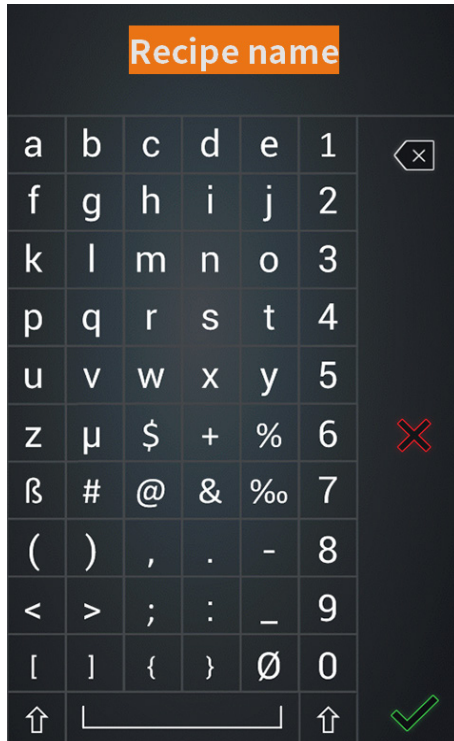 Recipe name
a b c d e 1
f g h i j 2
k l m n o 3
p q r s t 4
u v w x y 5
z µ $ + % 6
ß # @ & ‰ 7
( ) , . - 8
< > ; : _ 9
[ ] { } Ø 0